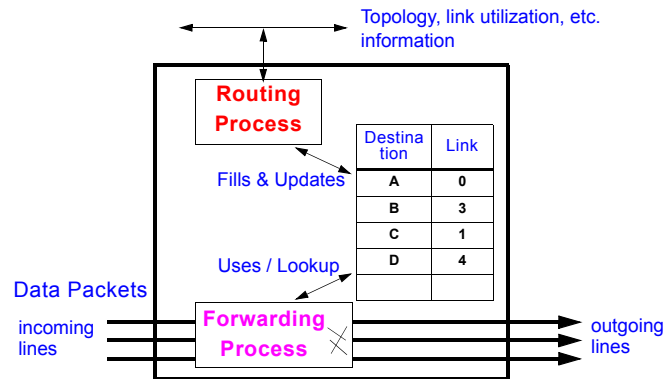 Topology, link utilization, etc.
information
Routing
Process
Destina
tion
Link
A 0
B 3
C 1
D 4
Fills & Updates
Uses / Lookup
Data Packets
incoming
lines
Forwarding
Process
outgoing
lines